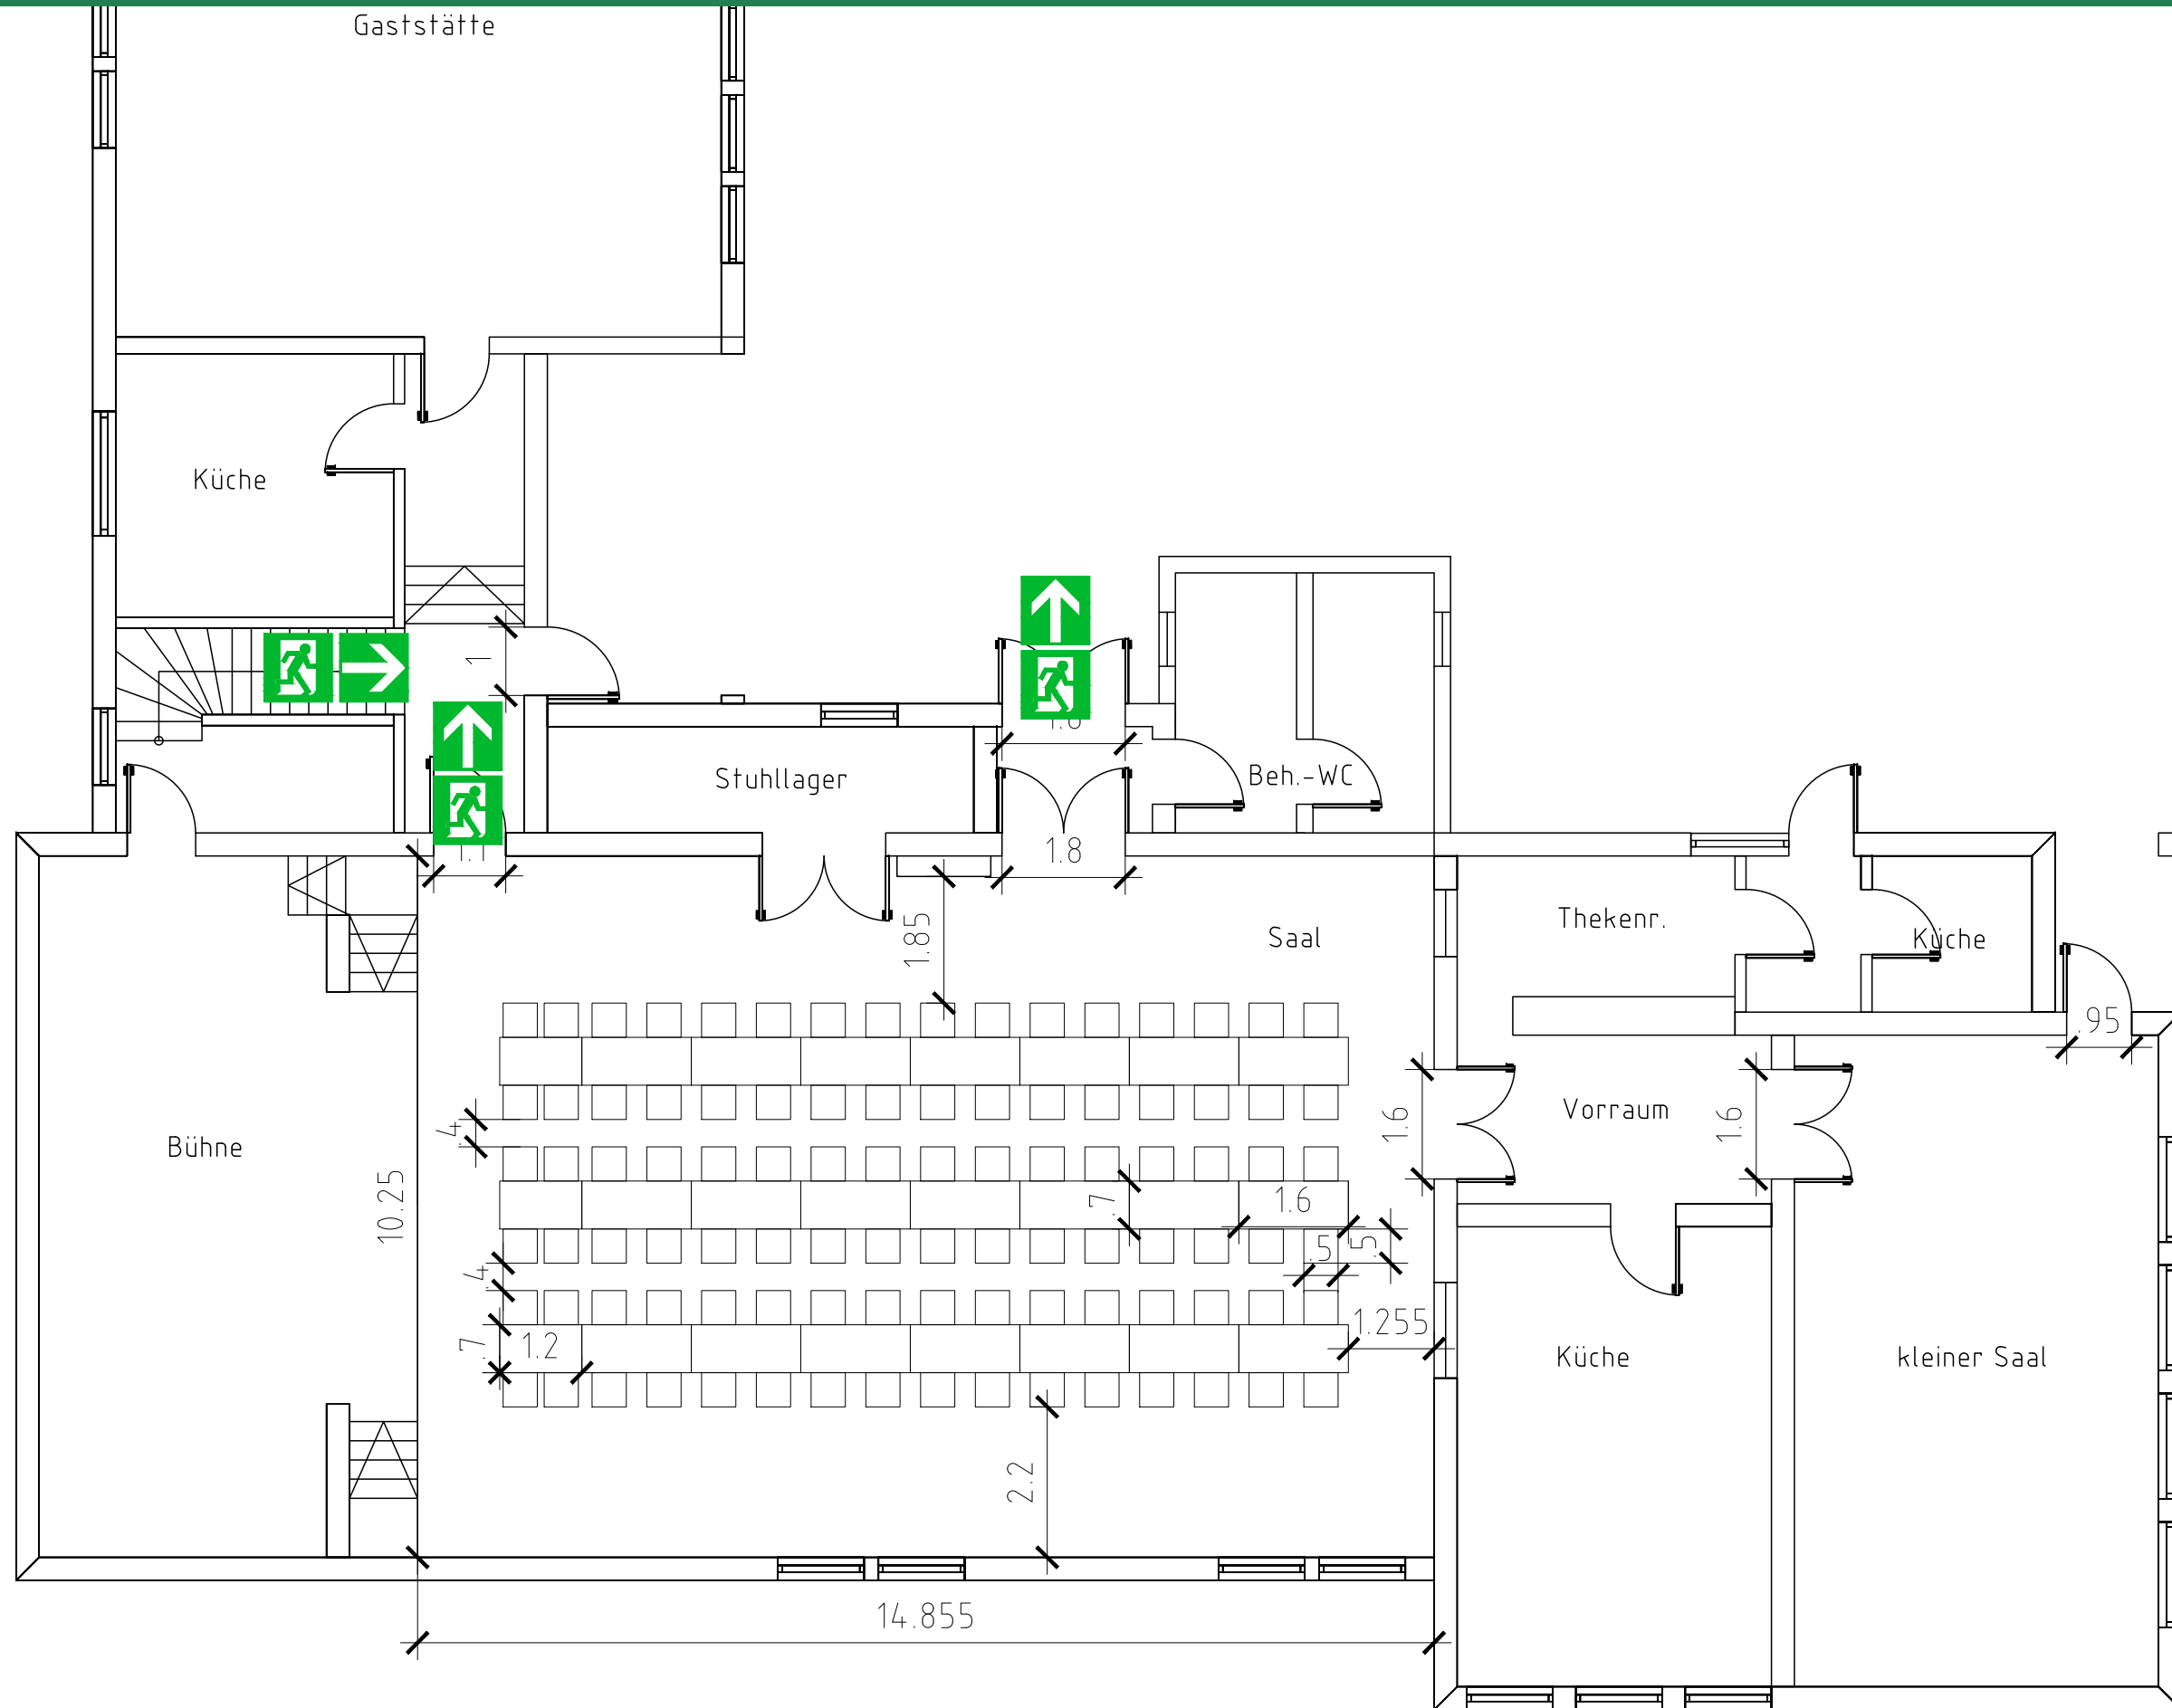 Gaststätte
Küche
1
Stuhllager
Beh.-WC
1.8
1.85
Saal
Thekenr.
Küche
.95
Bühne
10.25
.4
1.6
Vorraum
1.6
.7
1.6
.5
.5
.4
.7
1.2
1.255
Küche
kleiner Saal
2.2
14.855